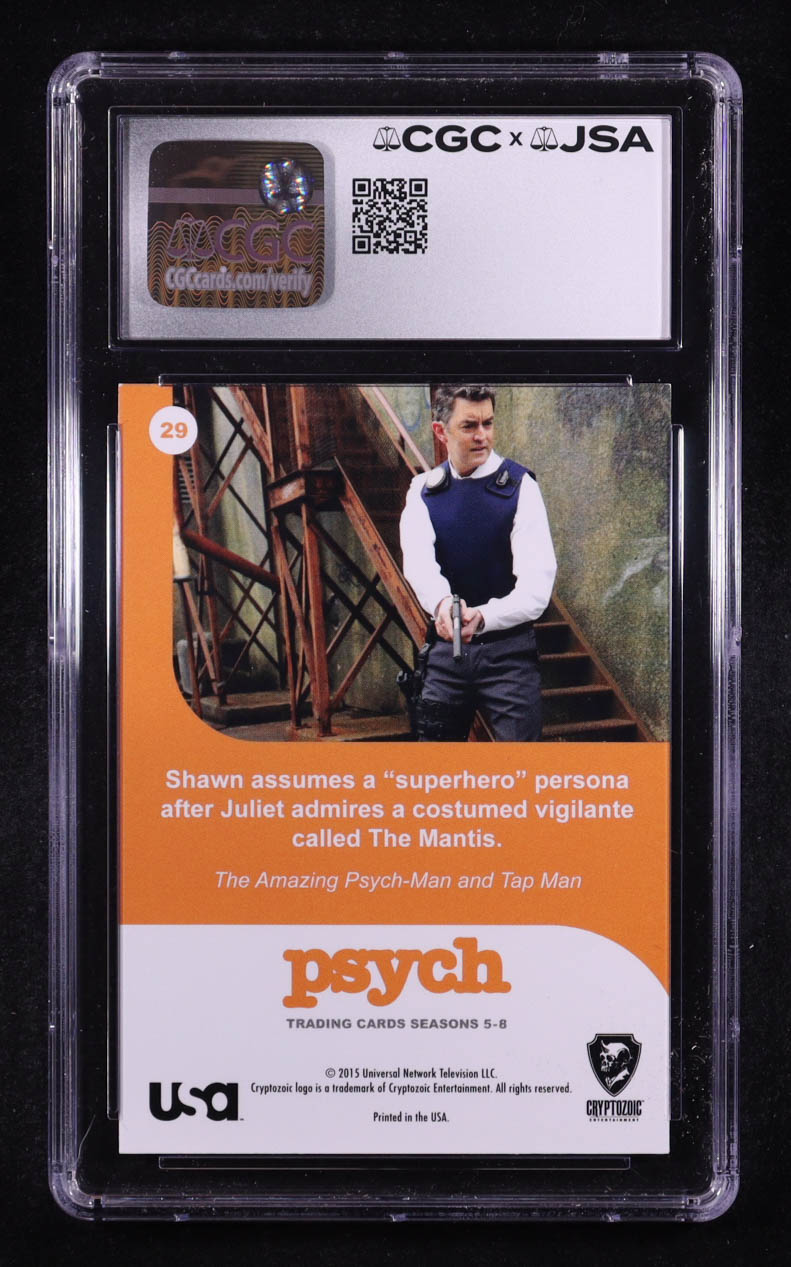 CGC x JSA
CGC
CGCcards.com/verify
29
Shawn assumes a “superhero” persona
after Juliet admires a costumed vigilante
called The Mantis.
The Amazing Psych-Man and Tap Man
psych
TRADING CARDS SEASONS 5-8
© 2015 Universal Network Television LLC.
Cryptozoic logo is a trademark of Cryptozoic Entertainment. All rights reserved.
Printed in the USA.
usa
CRYPTOZOIC
ENTERTAINMENT